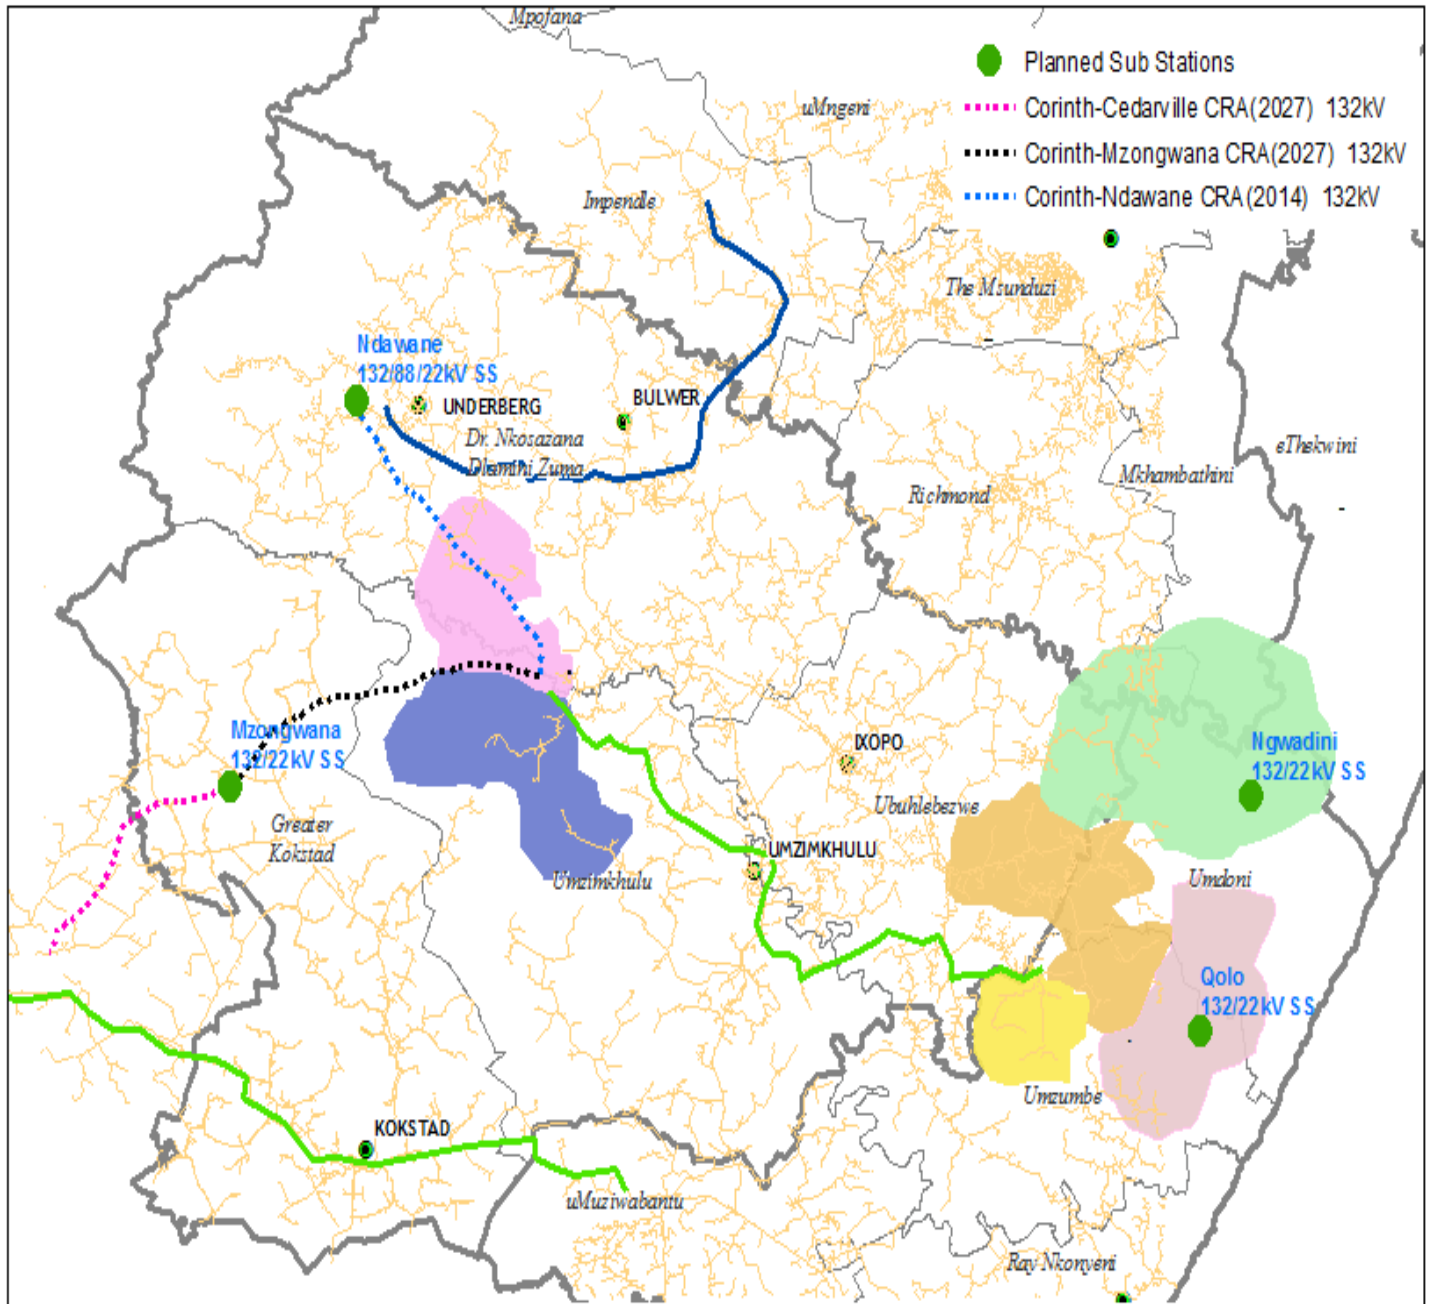 Mpofana
Planned Sub Stations
Corinth-Cedarville CRA(2027) 132kV
uMngeni
Corinth-Mzongwana CRA(2027) 132kV
Corinth-Ndawane CRA(2014) 132kV
Impendle
The Msunduzi
Ndawane
132/88/22kV SS
BULWER
UNDERBERG
Dr. Nkosazana
Dlamini Zuma
eThekwini
Mkhambathini
Richmond
Mzongwana
132/22kV SS
IXOPO
Ngwadini
132/22kV SS
Ubuhlebezwe
Greater
Kokstad
UMZIMKHULU
Umzimkhulu
Umdoni
Qolo
132/22kV SS
Umzumbe
KOKSTAD
uMuziwabantu
Ray Nkonyeni